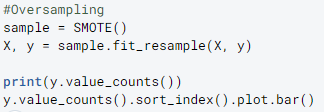 #Oversampling
sample = SMOTE()
X, y = sample.fit_resample(X, y)
print(y.value_counts())
y.value_counts().sort_index().plot.bar()